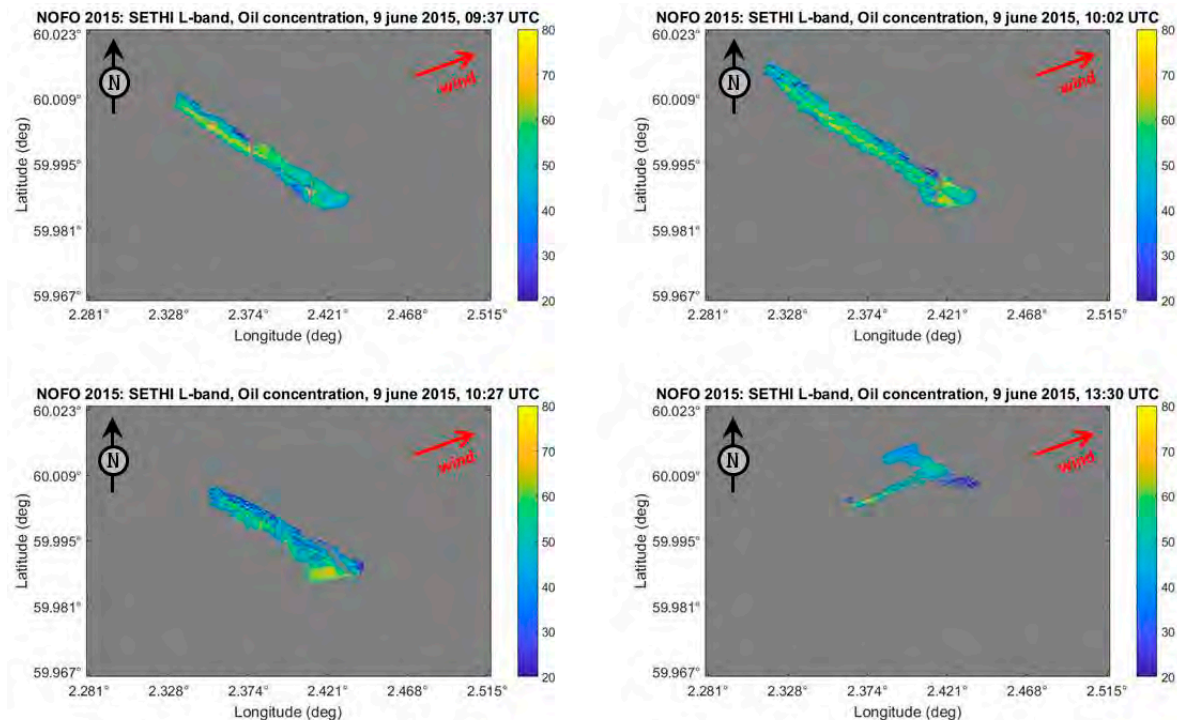 NOFO 2015: SETHI L-band, Oil concentration, 9 june 2015, 09:37 UTC
60.023°
60.009°
59.995°
59.981°
59.967°
Latitude (deg)
N
wind
80
70
60
50
40
30
20
2.281° 2.328° 2.374° 2.421° 2.468° 2.515°
Longitude (deg)
NOFO 2015: SETHI L-band, Oil concentration, 9 june 2015, 10:02 UTC
60.023°
60.009°
59.995°
59.981°
59.967°
Latitude (deg)
N
wind
80
70
60
50
40
30
20
2.281° 2.328° 2.374° 2.421° 2.468° 2.515°
Longitude (deg)
NOFO 2015: SETHI L-band, Oil concentration, 9 june 2015, 10:27 UTC
60.023°
60.009°
59.995°
59.981°
59.967°
Latitude (deg)
N
wind
80
70
60
50
40
30
20
2.281° 2.328° 2.374° 2.421° 2.468° 2.515°
Longitude (deg)
NOFO 2015: SETHI L-band, Oil concentration, 9 june 2015, 13:30 UTC
60.023°
60.009°
59.995°
59.981°
59.967°
Latitude (deg)
N
wind
80
70
60
50
40
30
20
2.281° 2.328° 2.374° 2.421° 2.468° 2.515°
Longitude (deg)